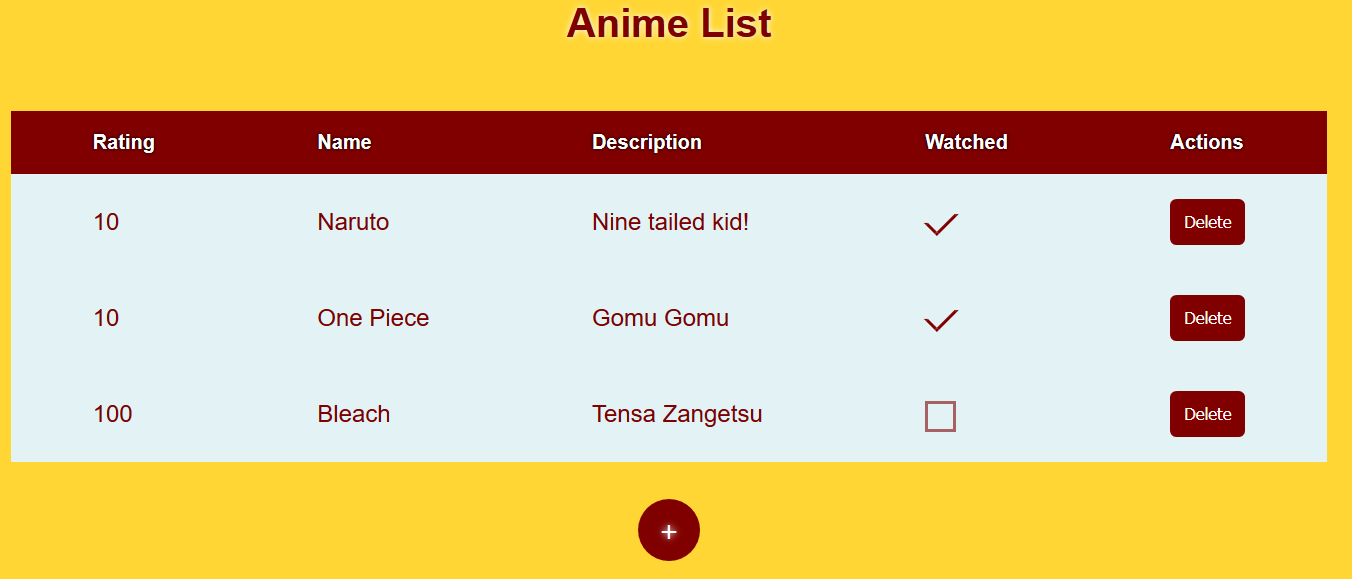 Anime List
Rating Name Description Watched Actions
10 Naruto Nine tailed kid! Delete
10 One Piece Gomu Gomu Delete
100 Bleach Tensa Zangetsu Delete
+